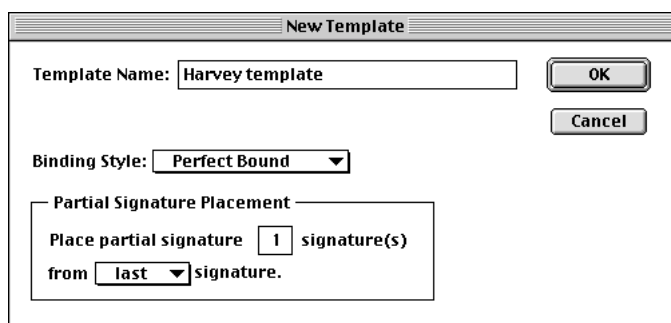 New Template
Template Name: Harvey template
OK
Cancel
Binding Style: Perfect Bound
Partial Signature Placement
Place partial signature 1 signature(s)
from last signature.